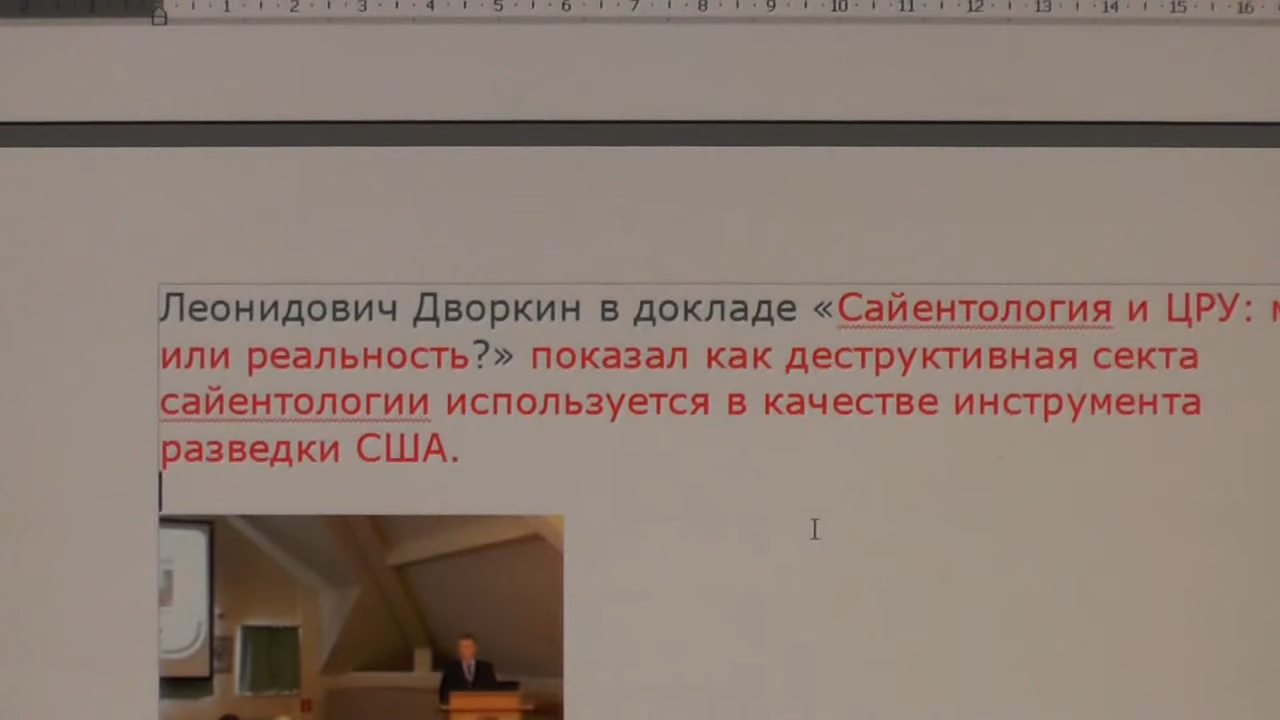 1 2 3 4 5 6 7 8 9 10 11 12 13 14 15 16
Леонидович Дворкин в докладе «Сайентология и ЦРУ:
или реальность?» показал как деструктивная секта
сайентологии используется в качестве инструмента
разведки США.